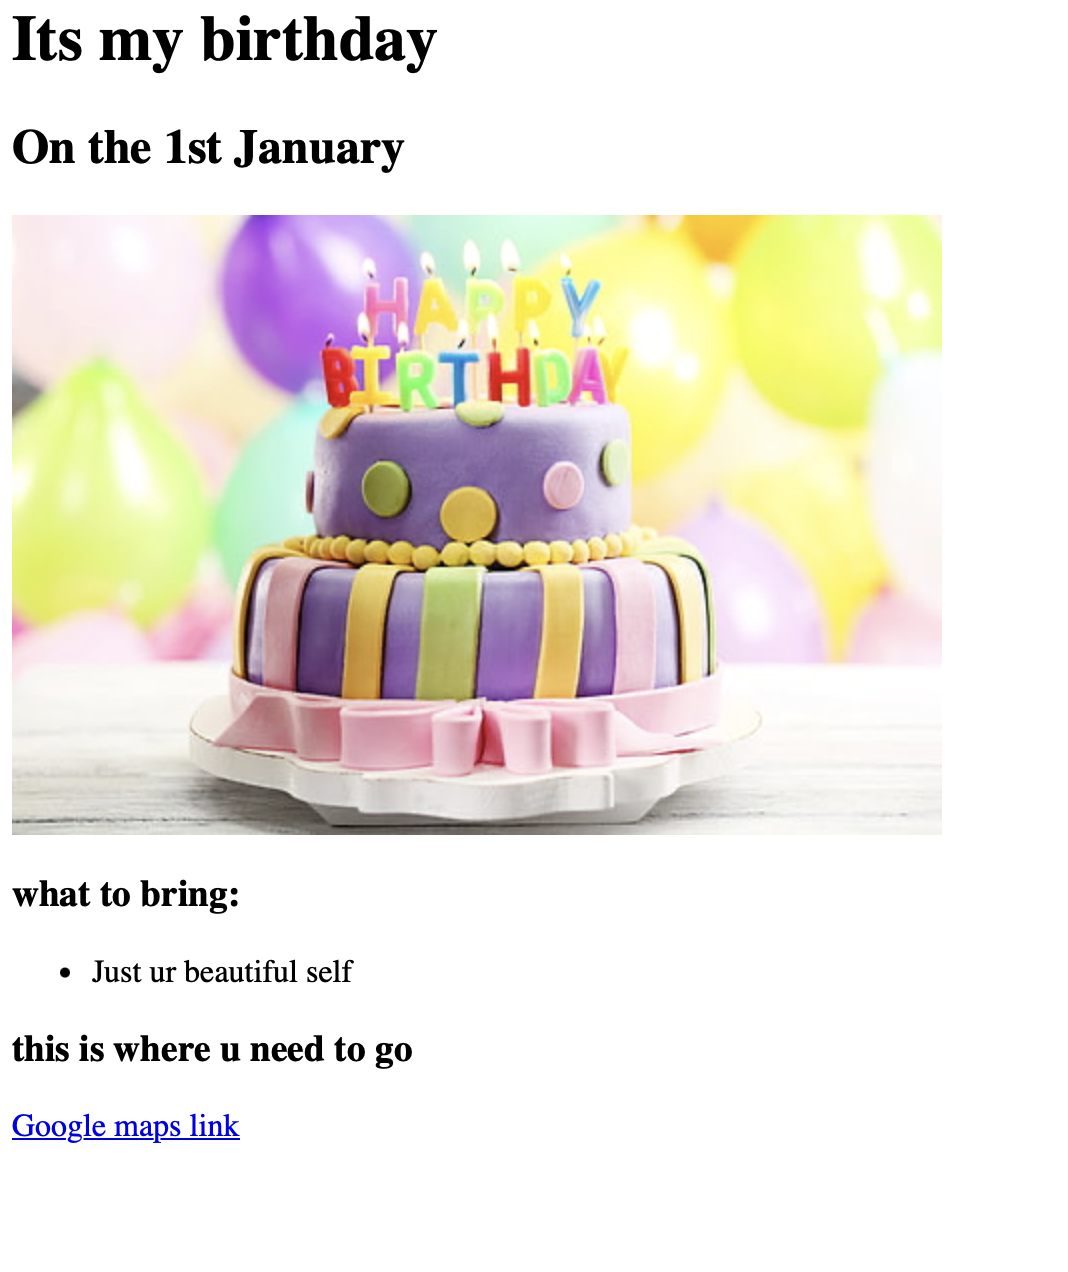 Its my birthday
On the 1st January
HAPPY
BIRTHDAY
what to bring:
Just ur beautiful self
this is where u need to go
Google maps link